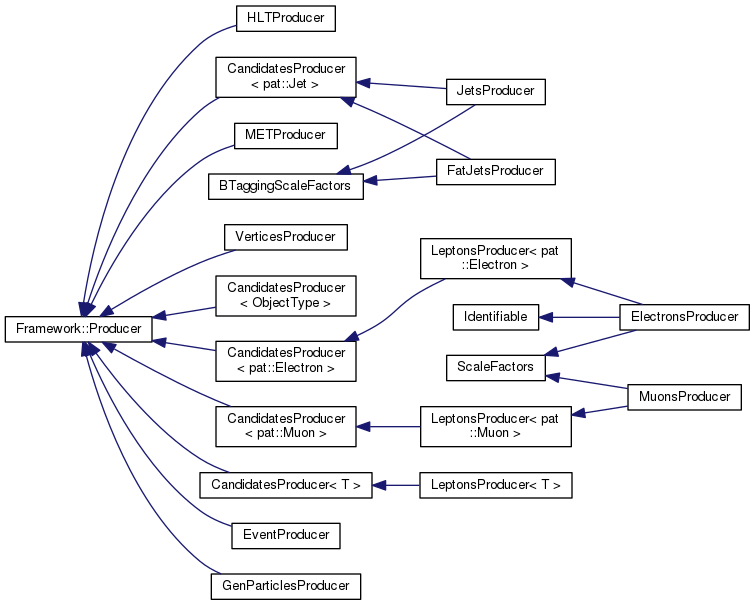 HLTProducer
CandidatesProducer
< pat::Jet >
JetsProducer
METProducer
BTaggingScaleFactors
FatJetsProducer
VerticesProducer
LeptonsProducer< pat
::Electron >
CandidatesProducer
< ObjectType >
Identifiable
ElectronsProducer
Framework::Producer
CandidatesProducer
< pat::Electron >
ScaleFactors
MuonsProducer
CandidatesProducer
< pat::Muon >
LeptonsProducer< pat
::Muon >
CandidatesProducer< T >
LeptonsProducer< T >
EventProducer
GenParticlesProducer